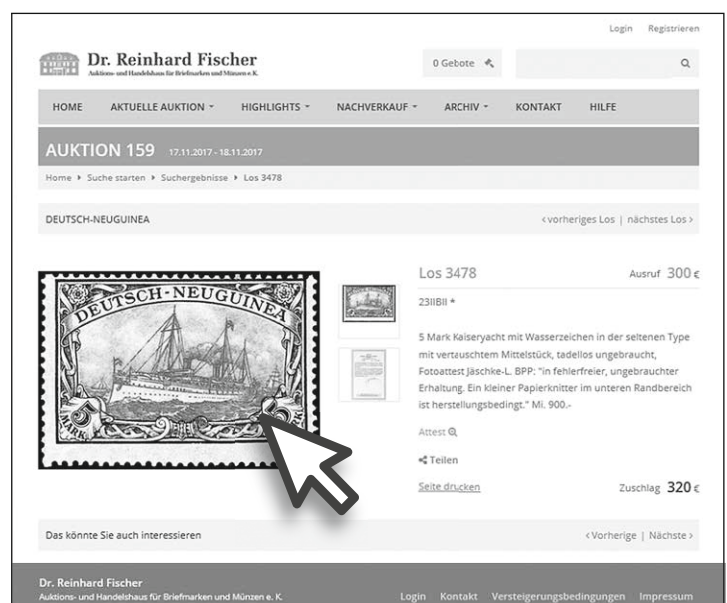 Login Registrieren
Dr. Reinhard Fischer
Auktions- und Handelshaus für Briefmarken und Münzen e. K.
0 Gebote
HOME AKTUELLE AUKTION HIGHLIGHTS NACHVERKAUF ARCHIV KONTAKT HILFE
AUKTION 159 17.11.2017 - 18.11.2017
Home Suche starten Suchergebnisse Los 3478
DEUTSCH-NEUGUINEA
< vorheriges Los | nächstes Los >
DEUTSCH-NEUGUINEA
5 MARK
5 MARK
Los 3478
Ausruf 300 €
23IIBII *
5 Mark Kaiseryacht mit Wasserzeichen in der seltenen Type
mit vertauschtem Mittelstück, tadellos ungebraucht,
Fotoattest Jäschke-L. BPP: "in fehlerfreier, ungebrauchter
Erhaltung. Ein kleiner Papierknitter im unteren Randbereich
ist herstellungsbedingt." Mi. 900.-
Attest
Teilen
Seite drucken
Zuschlag 320 €
Das könnte Sie auch interessieren
< Vorherige | Nächste >
Dr. Reinhard Fischer
Auktions- und Handelshaus für Briefmarken und Münzen e. K.
Login Kontakt Versteigerungsbedingungen Impressum